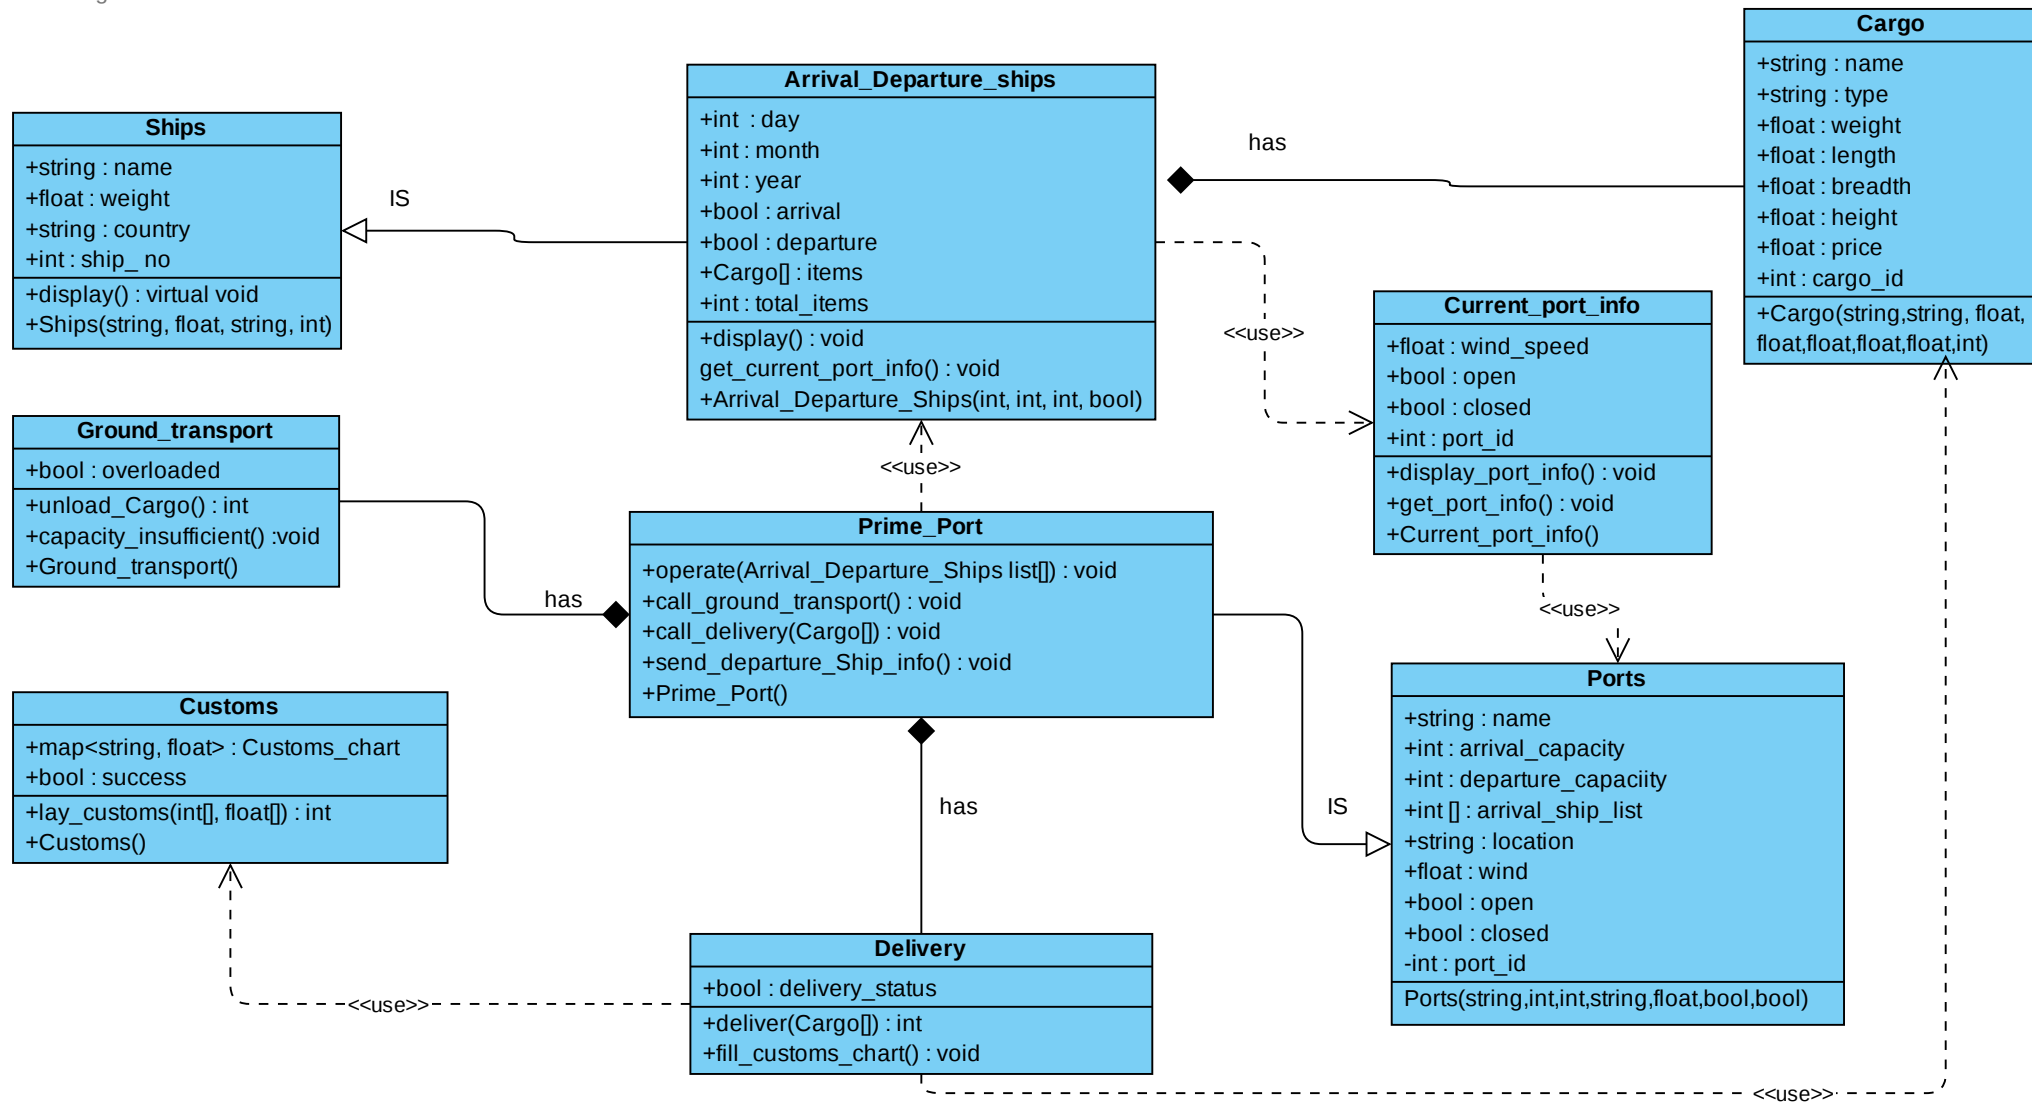 Ships
+string : name
+float : weight
+string : country
+int : ship_ no
+display() : virtual void
+Ships(string, float, string, int)
IS
Arrival_Departure_ships
+int  : day
+int : month
+int : year
+bool : arrival
+bool : departure
+Cargo[] : items
+int : total_items
+display() : void
get_current_port_info() : void
+Arrival_Departure_Ships(int, int, int, bool)
has
Cargo
+string : name
+string : type
+float : weight
+float : length
+float : breadth
+float : height
+float : price
+int : cargo_id
+Cargo(string,string, float,
float,float,float,float,int)
<<use>>
Current_port_info
+float : wind_speed
+bool : open
+bool : closed
+int : port_id
+display_port_info() : void
+get_port_info() : void
+Current_port_info()
Ground_transport
+bool : overloaded
+unload_Cargo() : int
+capacity_insufficient() :void
+Ground_transport()
has
<<use>>
Prime_Port
+operate(Arrival_Departure_Ships list[]) : void
+call_ground_transport() : void
+call_delivery(Cargo[]) : void
+send_departure_Ship_info() : void
+Prime_Port()
<<use>>
Customs
+map<string, float> : Customs_chart
+bool : success
+lay_customs(int[], float[]) : int
+Customs()
has
IS
Ports
+string : name
+int : arrival_capacity
+int : departure_capaciity
+int [] : arrival_ship_list
+string : location
+float : wind
+bool : open
+bool : closed
-int : port_id
Ports(string,int,int,string,float,bool,bool)
<<use>>
Delivery
+bool : delivery_status
+deliver(Cargo[]) : int
+fill_customs_chart() : void
<<use>>